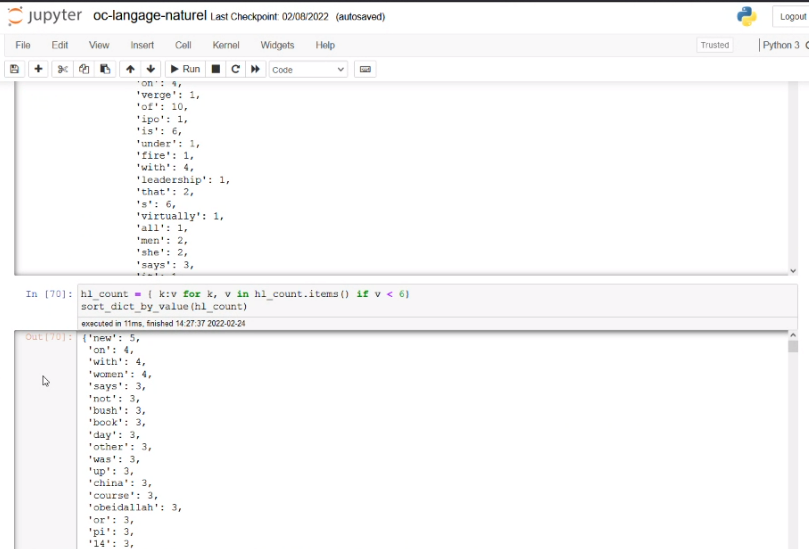 jupyter oc-langage-naturel Last Checkpoint: 02/08/2022 (autosaved)
Logout
File Edit View Insert Cell Kernel Widgets Help
Trusted Python 3
Run Code
'on': 4,
'verge': 1,
'of': 10,
'ipo': 1,
'is': 6,
'under': 1,
'fire': 1,
'with': 4,
'leadership': 1,
'that': 2,
's': 6,
'virtually': 1,
'all': 1,
'men': 2,
'she': 2,
'says': 3,
In [70]: hl_count = { k:v for k, v in hl_count.items() if v < 6}
sort_dict_by_value(hl_count)
executed in 11ms, finished 14:27:37 2022-02-24
Out[70]: {'new': 5,
'on': 4,
'with': 4,
'women': 4,
'says': 3,
'not': 3,
'bush': 3,
'book': 3,
'day': 3,
'other': 3,
'was': 3,
'up': 3,
'china': 3,
'course': 3,
'obeidallah': 3,
'or': 3,
'pi': 3,
'14': 3,